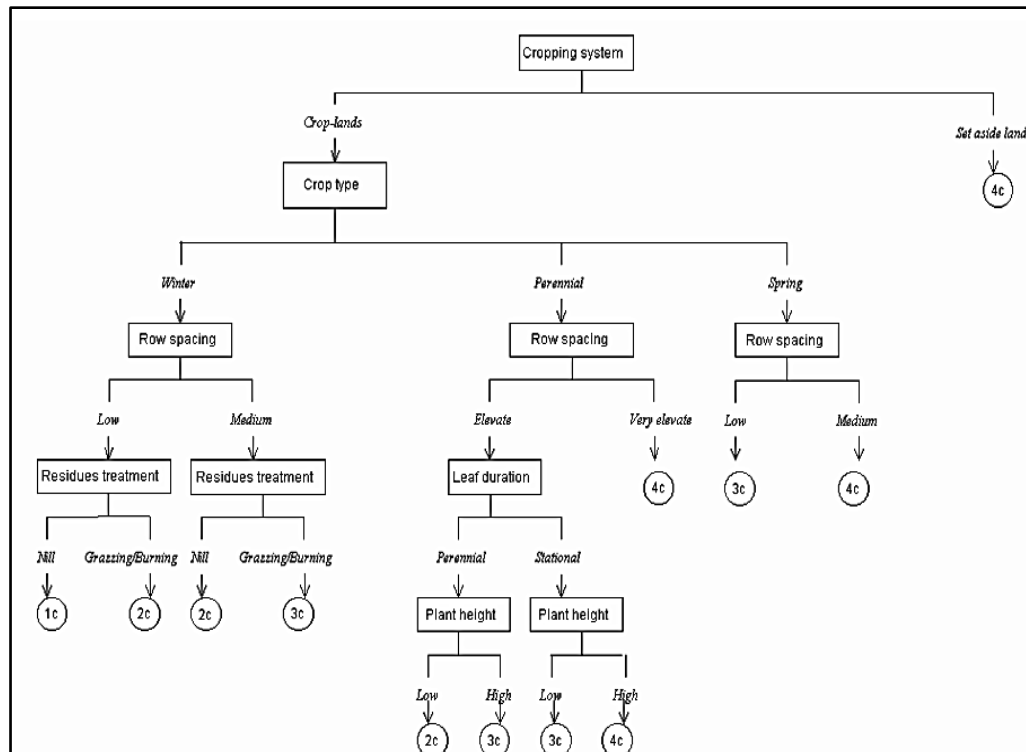 Cropping system
Crop-lands
Set aside land
Crop type
4c
Winter
Perennial
Spring
Row spacing
Row spacing
Row spacing
Low
Medium
Elevate
Very elevate
Low
Medium
Residues treatment
Residues treatment
Leaf duration
4c
3c
4c
Nill
Grazzing/Burning
Nill
Grazzing/Burning
Perennial
Stational
1c
2c
2c
3c
Plant height
Plant height
Low
High
Low
High
2c
3c
3c
4c